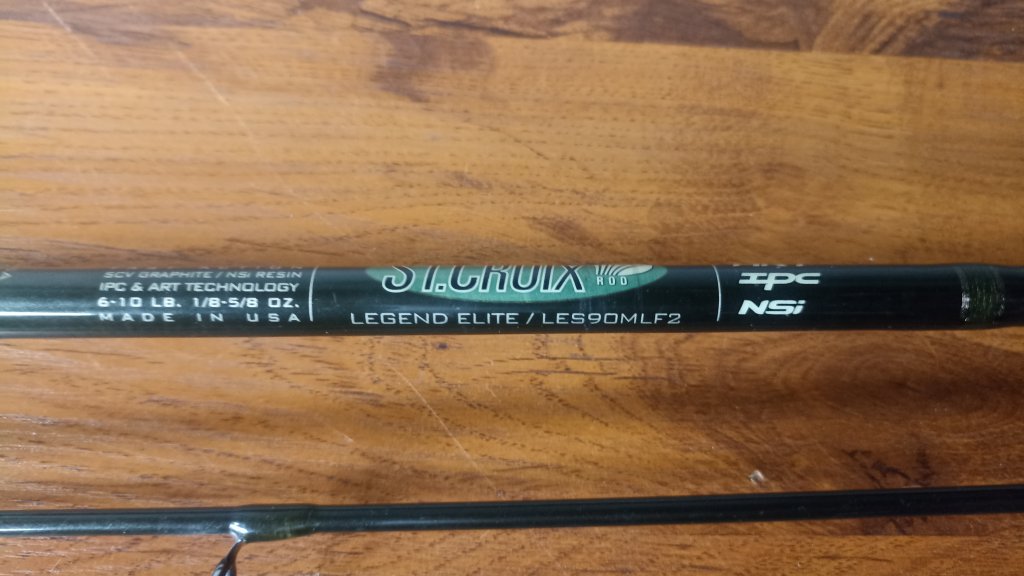 SCV GRAPHITE / NSI RESIN
IPC & ART TECHNOLOGY
6-10 LB. 1/8-5/8 OZ.
MADE IN USA
ST.CROIX
ROD
LEGEND ELITE / LES90MLF2
IPC
NSi